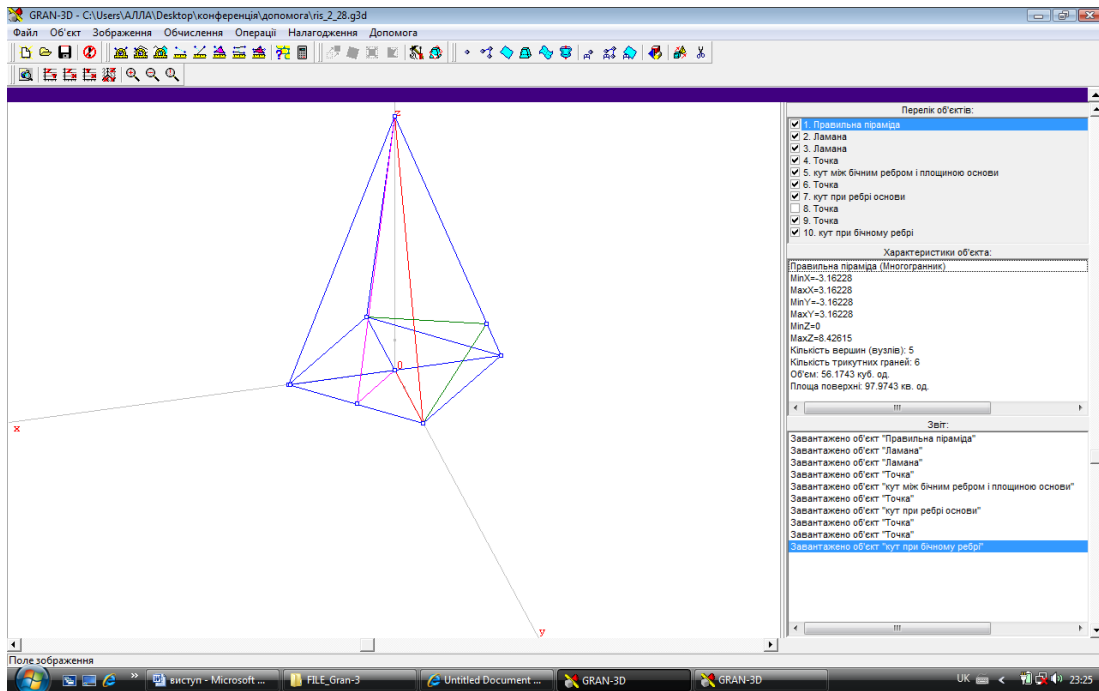 GRAN-3D - C:\Users\АЛЛА\Desktop\конференція\допомога\ris_2_28.g3d
Файл Об'єкт Зображення Обчислення Операції Налагодження Допомога
Перелік об'єктів:
1. Правильна піраміда
2. Ламана
3. Ламана
4. Точка
5. кут між бічним ребром і площиною основи
6. Точка
7. кут при ребрі основи
8. Точка
9. Точка
10. кут при бічному ребрі
Характеристики об'єкта:
Правильна піраміда (Многогранник)
MinX=-3.16228
MaxX=3.16228
MinY=-3.16228
MaxY=3.16228
MinZ=0
MaxZ=8.42615
Кількість вершин (вузлів): 5
Кількість трикутних граней: 6
Об'єм: 56.1743 куб. од.
Площа поверхні: 97.9743 кв. од.
Звіт:
Завантажено об'єкт "Правильна піраміда"
Завантажено об'єкт "Ламана"
Завантажено об'єкт "Ламана"
Завантажено об'єкт "Точка"
Завантажено об'єкт "кут між бічним ребром і площиною основи"
Завантажено об'єкт "Точка"
Завантажено об'єкт "кут при ребрі основи"
Завантажено об'єкт "Точка"
Завантажено об'єкт "Точка"
Завантажено об'єкт "кут при бічному ребрі"
z
0
x
y
Поле зображення
виступ - Microsoft ... FILE_Gran-3 Untitled Document ... GRAN-3D GRAN-3D UK 23:25